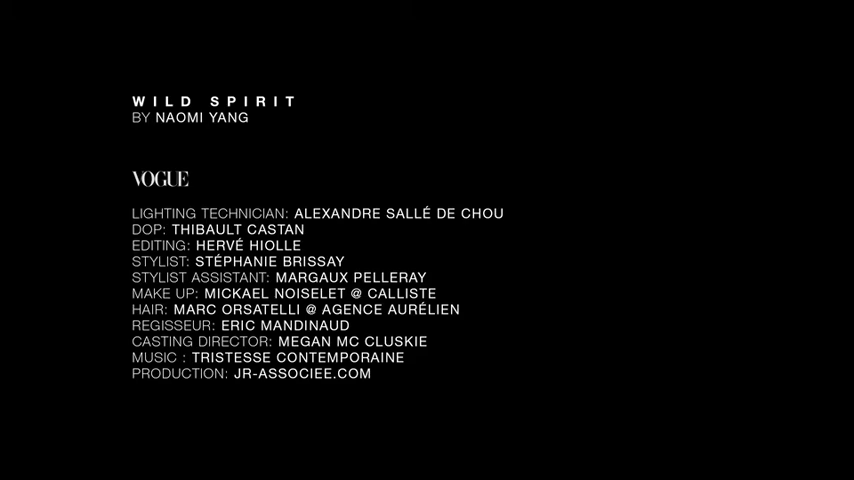 WILD SPIRIT
BY NAOMI YANG
VOGUE
LIGHTING TECHNICIAN: ALEXANDRE SALLÉ DE CHOU
DOP: THIBAULT CASTAN
EDITING: HERVÉ HIOLLE
STYLIST: STÉPHANIE BRISSAY
STYLIST ASSISTANT: MARGAUX PELLERAY
MAKE UP: MICKAEL NOISELET @ CALLISTE
HAIR: MARC ORSATELLI @ AGENCE AURÉLIEN
REGISSEUR: ERIC MANDINAUD
CASTING DIRECTOR: MEGAN MC CLUSKIE
MUSIC : TRISTESSE CONTEMPORAINE
PRODUCTION: JR-ASSOCIEE.COM